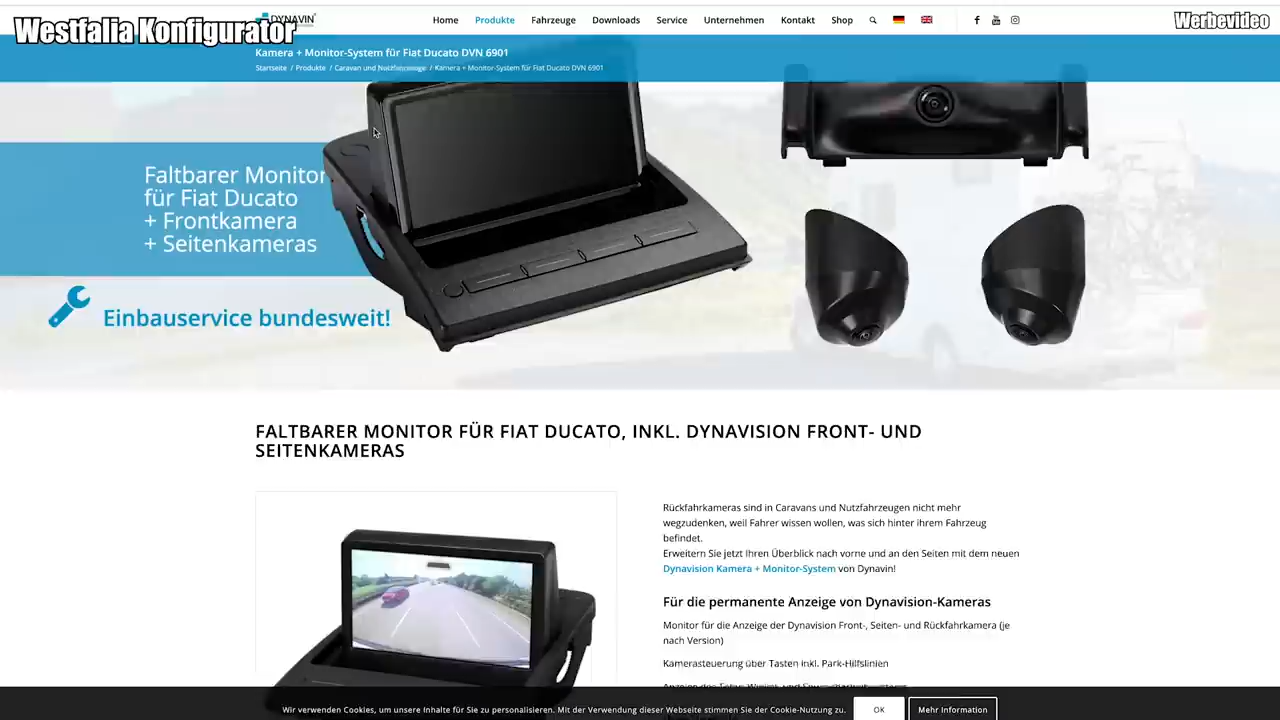 Westfalia Konfigurator
DYNAVIN
Home Produkte Fahrzeuge Downloads Service Unternehmen Kontakt Shop
Werbevideo
Kamera + Monitor-System für Fiat Ducato DVN 6901
Startseite / Produkte / Caravan und Nutzfahrzeuge / Kamera + Monitor-System für Fiat Ducato DVN 6901
Faltbarer Monitor
für Fiat Ducato
+ Frontkamera
+ Seitenkameras
Einbauservice bundesweit!
FALTBARER MONITOR FÜR FIAT DUCATO, INKL. DYNAVISION FRONT- UND
SEITENKAMERAS
Rückfahrkameras sind in Caravans und Nutzfahrzeugen nicht mehr
wegzudenken, weil Fahrer wissen wollen, was sich hinter ihrem Fahrzeug
befindet.
Erweitern Sie jetzt Ihren Überblick nach vorne und an den Seiten mit dem neuen
Dynavision Kamera + Monitor-System von Dynavin!
Für die permanente Anzeige von Dynavision-Kameras
Monitor für die Anzeige der Dynavision Front-, Seiten- und Rückfahrkamera (je
nach Version)
Kamerasteuerung über Tasten inkl. Park-Hilfslinien
Wir verwenden Cookies, um unsere Inhalte für Sie zu personalisieren. Mit der Verwendung dieser Webseite stimmen Sie der Cookie-Nutzung zu.
OK
Mehr Information